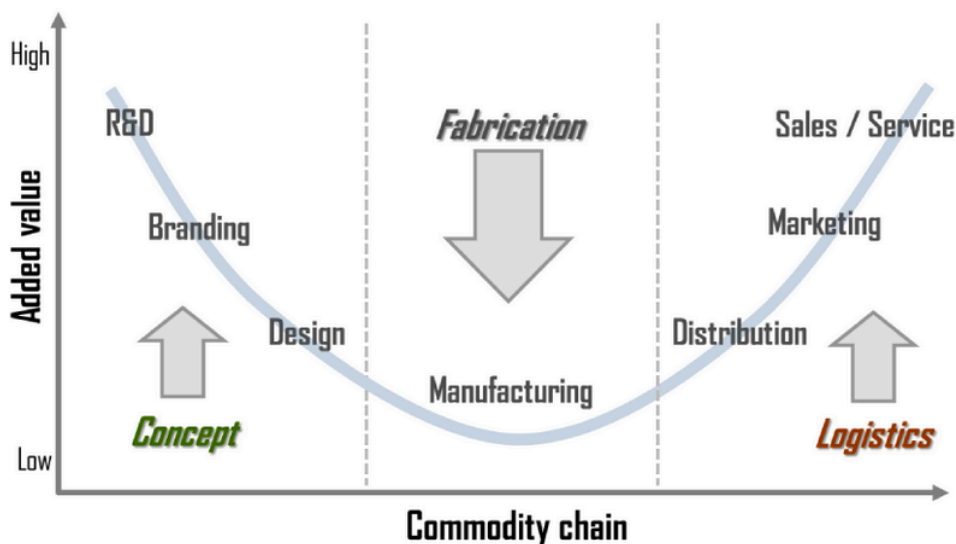 High
R&D
Fabrication
Sales / Service
Branding
Marketing
Added value
Design
Distribution
Manufacturing
Concept
Logistics
Low
Commodity chain